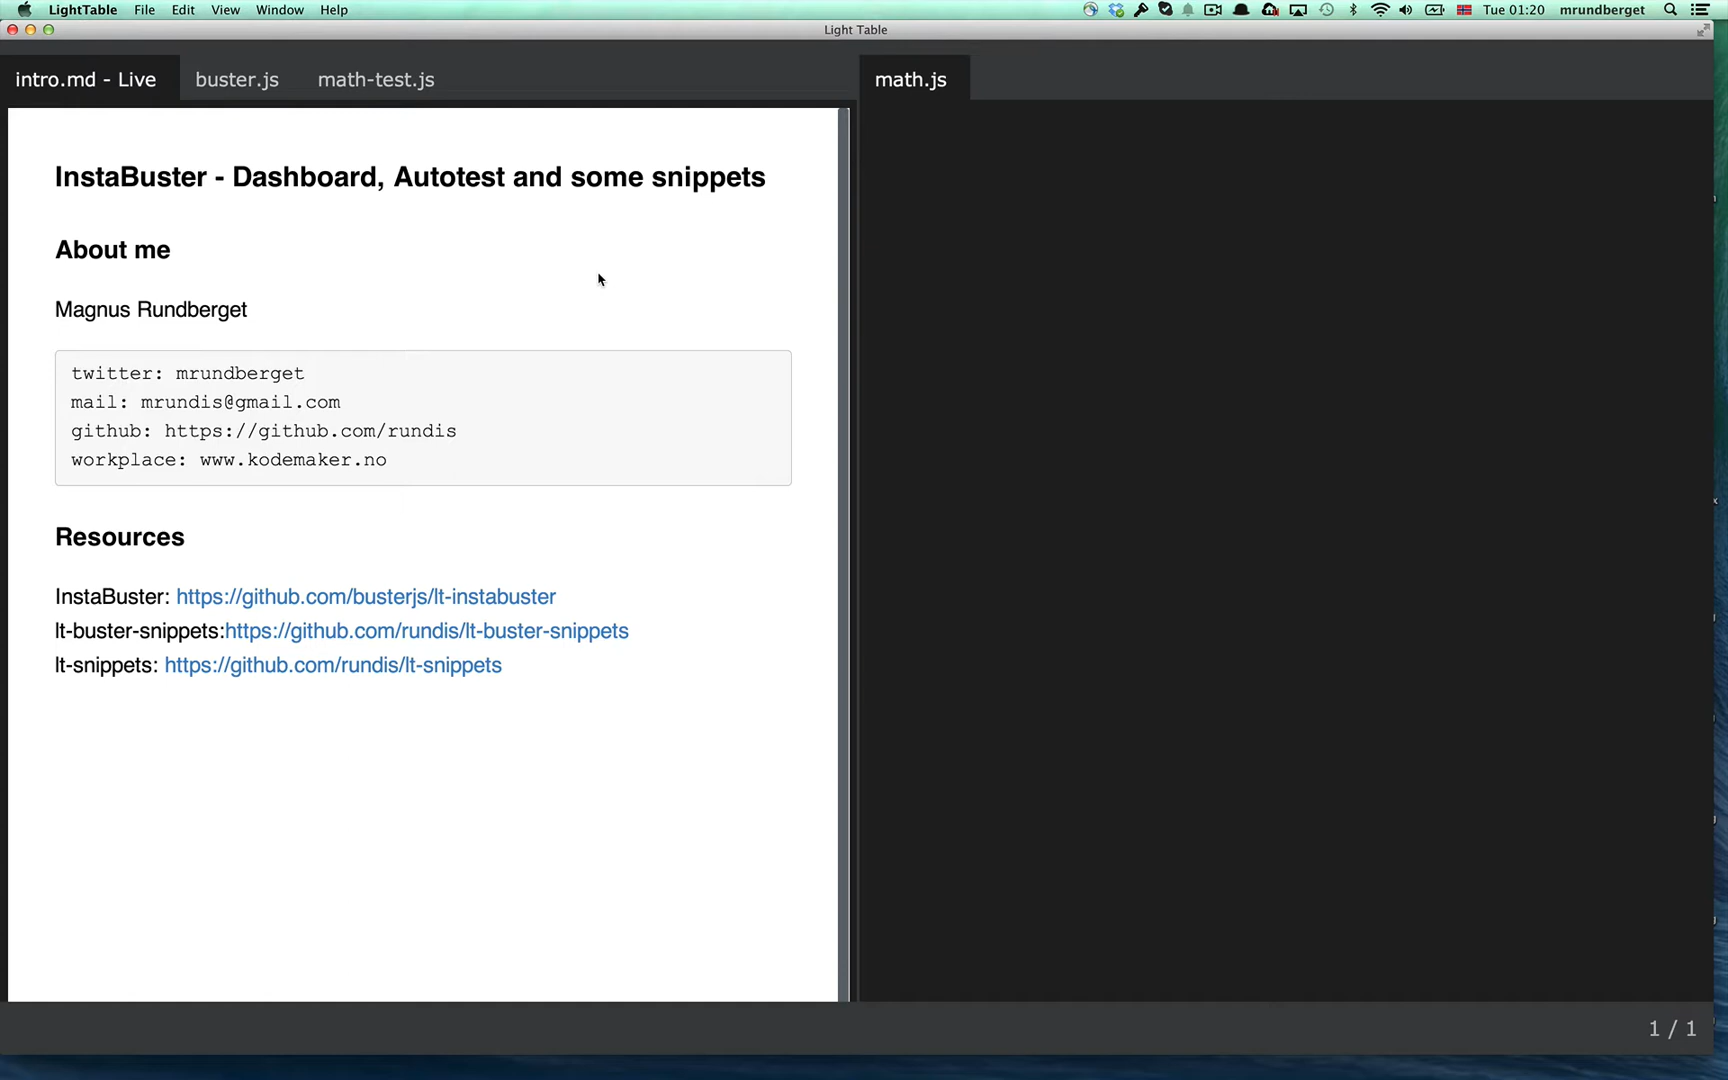 LightTable File Edit View Window Help Tue 01:20 mrundberget
Light Table
intro.md - Live buster.js math-test.js math.js
InstaBuster - Dashboard, Autotest and some snippets
About me
Magnus Rundberget
twitter: mrundberget
mail: mrundis@gmail.com
github: https://github.com/rundis
workplace: www.kodemaker.no
Resources
InstaBuster: https://github.com/busterjs/lt-instabuster
lt-buster-snippets:https://github.com/rundis/lt-buster-snippets
lt-snippets: https://github.com/rundis/lt-snippets
1 / 1